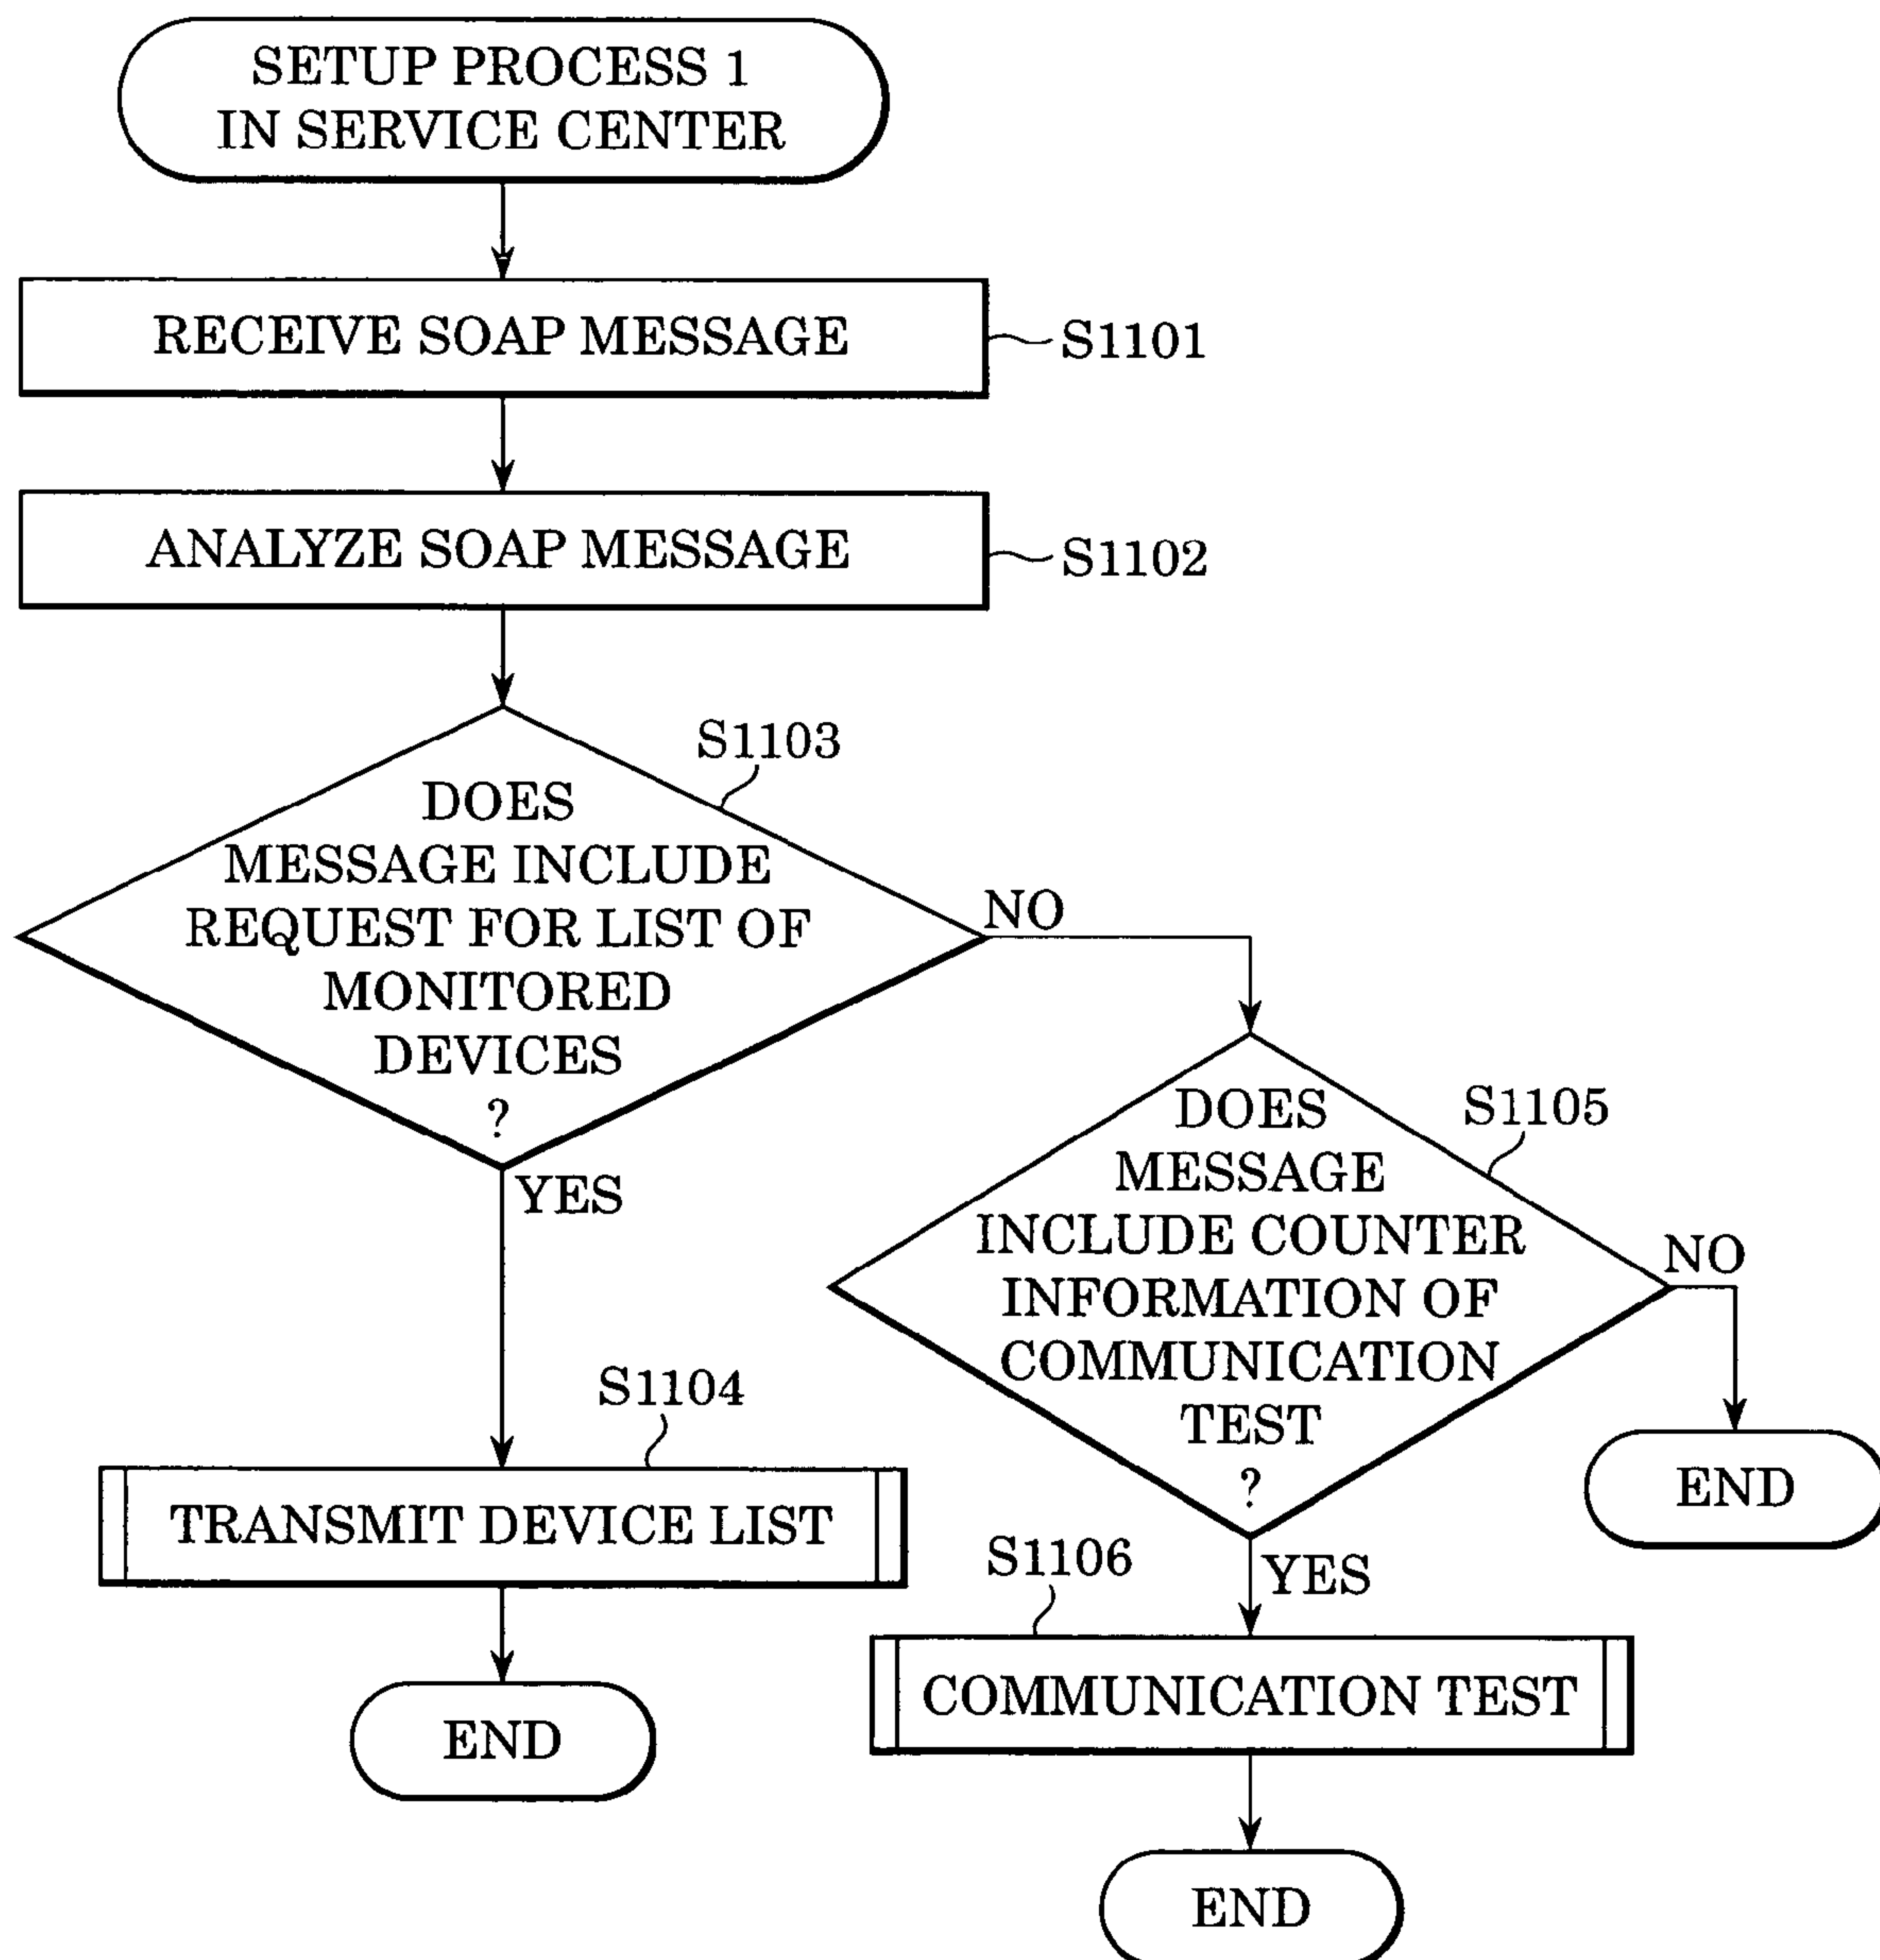 SETUP PROCESS 1
IN SERVICE CENTER
RECEIVE SOAP MESSAGE
S1101
ANALYZE SOAP MESSAGE
S1102
S1103
DOES
MESSAGE INCLUDE
REQUEST FOR LIST OF
MONITORED
DEVICES
?
NO
YES
S1105
DOES
MESSAGE
INCLUDE COUNTER
INFORMATION OF
COMMUNICATION
TEST
?
NO
END
YES
S1104
TRANSMIT DEVICE LIST
END
S1106
COMMUNICATION TEST
END